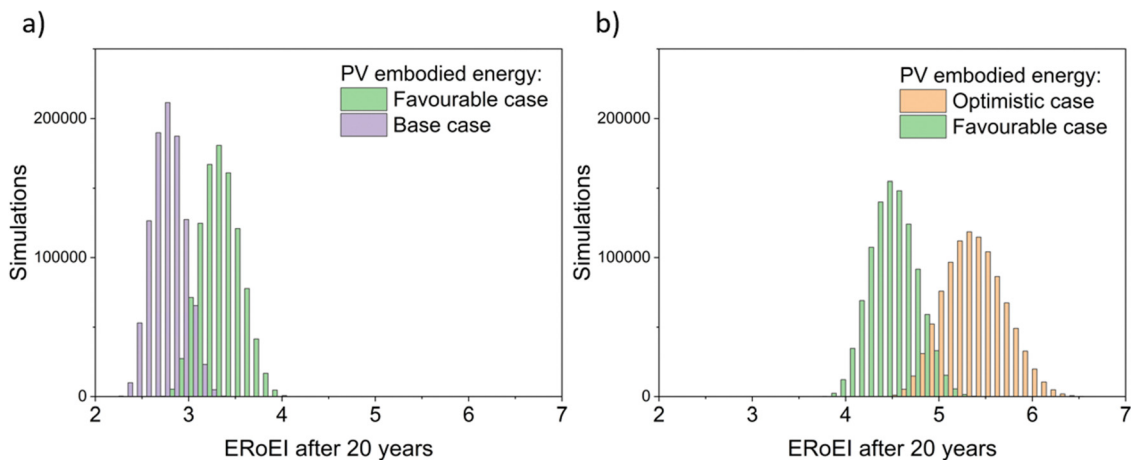 a)
PV embodied energy:
Favourable case
Base case
200000
100000
0
Simulations
2 3 4 5 6 7
ERoEI after 20 years
b)
PV embodied energy:
Optimistic case
Favourable case
200000
100000
0
Simulations
2 3 4 5 6 7
ERoEI after 20 years